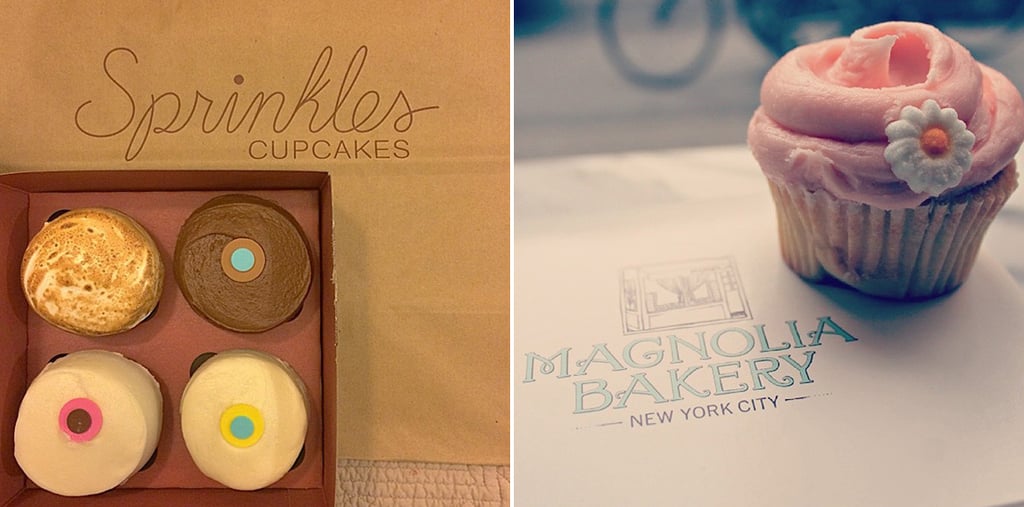 Sprinkles
CUPCAKES
MAGNOLIA
BAKERY
NEW YORK CITY